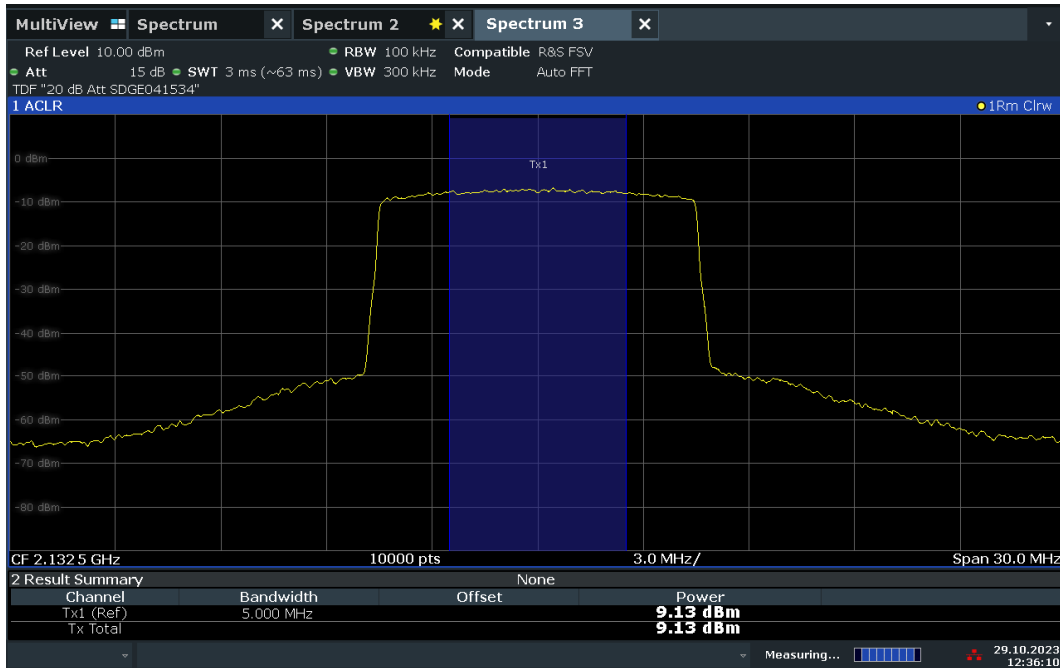 MultiView Spectrum X Spectrum 2 X Spectrum 3 X
Ref Level 10.00 dBm RBW 100 kHz Compatible R&S FSV
Att 15 dB SWT 3 ms (~63 ms) VBW 300 kHz Mode Auto FFT
TDF "20 dB Att SDGE041534"
1 ACLR 1Rm Clrw
0 dBm
Tx1
-10 dBm
-20 dBm
-30 dBm
-40 dBm
-50 dBm
-60 dBm
-70 dBm
-80 dBm
CF 2.1325 GHz 10000 pts 3.0 MHz/ Span 30.0 MHz
2 Result Summary None
Channel Bandwidth Offset Power
Tx1 (Ref) 5.000 MHz 9.13 dBm
Tx Total 9.13 dBm
Measuring... 29.10.2023
12:36:10